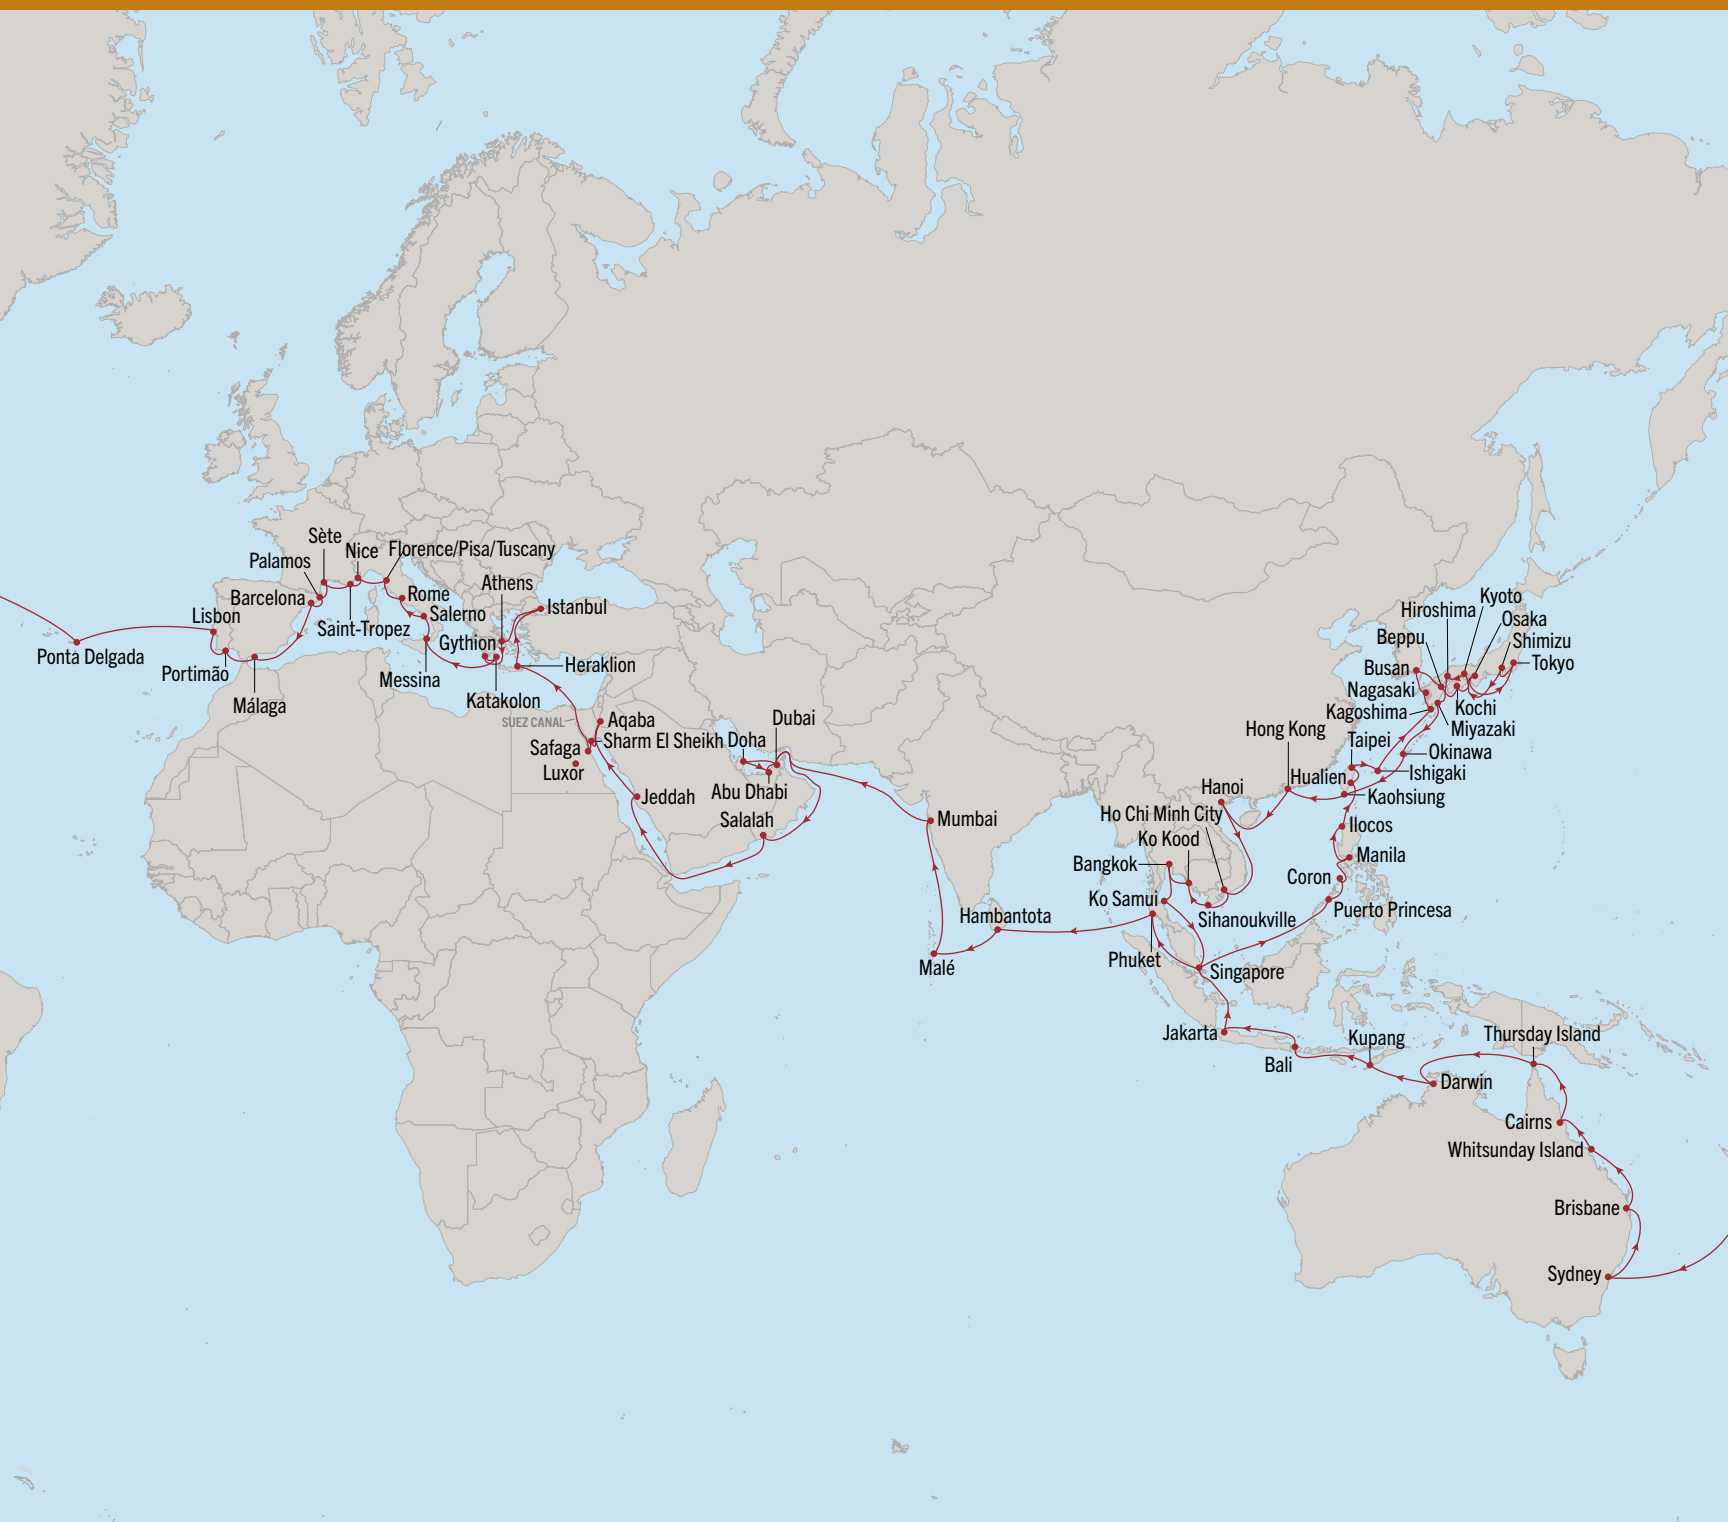 Sète
Nice
Florence/Pisa/Tuscany
Palamos
Athens
Barcelona
Rome
Istanbul
Lisbon
Salerno
Saint-Tropez
Gythion
Ponta Delgada
Heraklion
Portimão
Messina
Katakolon
Málaga
SUEZ CANAL
Aqaba
Dubai
Safaga
Sharm El Sheikh
Doha
Luxor
Abu Dhabi
Jeddah
Salalah
Mumbai
Hambantota
Malé
Kyoto
Hiroshima
Osaka
Beppu
Shimizu
Busan
Tokyo
Nagasaki
Kochi
Kagoshima
Miyazaki
Hong Kong
Taipei
Okinawa
Hualien
Ishigaki
Hanoi
Kaohsiung
Ho Chi Minh City
Ilocos
Ko Kood
Manila
Bangkok
Coron
Ko Samui
Puerto Princesa
Sihanoukville
Phuket
Singapore
Jakarta
Kupang
Thursday Island
Bali
Darwin
Cairns
Whitsunday Island
Brisbane
Sydney